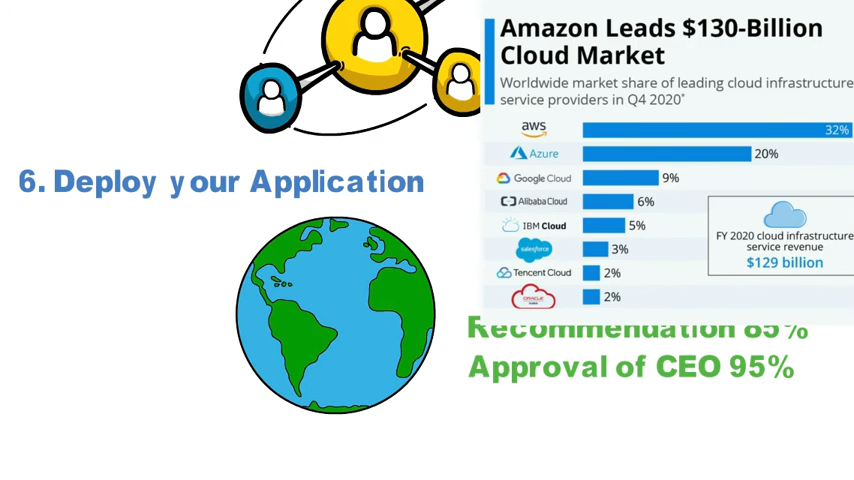 Amazon Leads $130-Billion
Cloud Market
Worldwide market share of leading cloud infrastructure
service providers in Q4 2020*
aws 32%
Azure 20%
Google Cloud 9%
Alibaba Cloud 6%
IBM Cloud 5%
salesforce 3%
Tencent Cloud 2%
ORACLE 2%
FY 2020 cloud infrastructure
service revenue
$129 billion
6. Deploy your Application
Recommendation 85%
Approval of CEO 95%